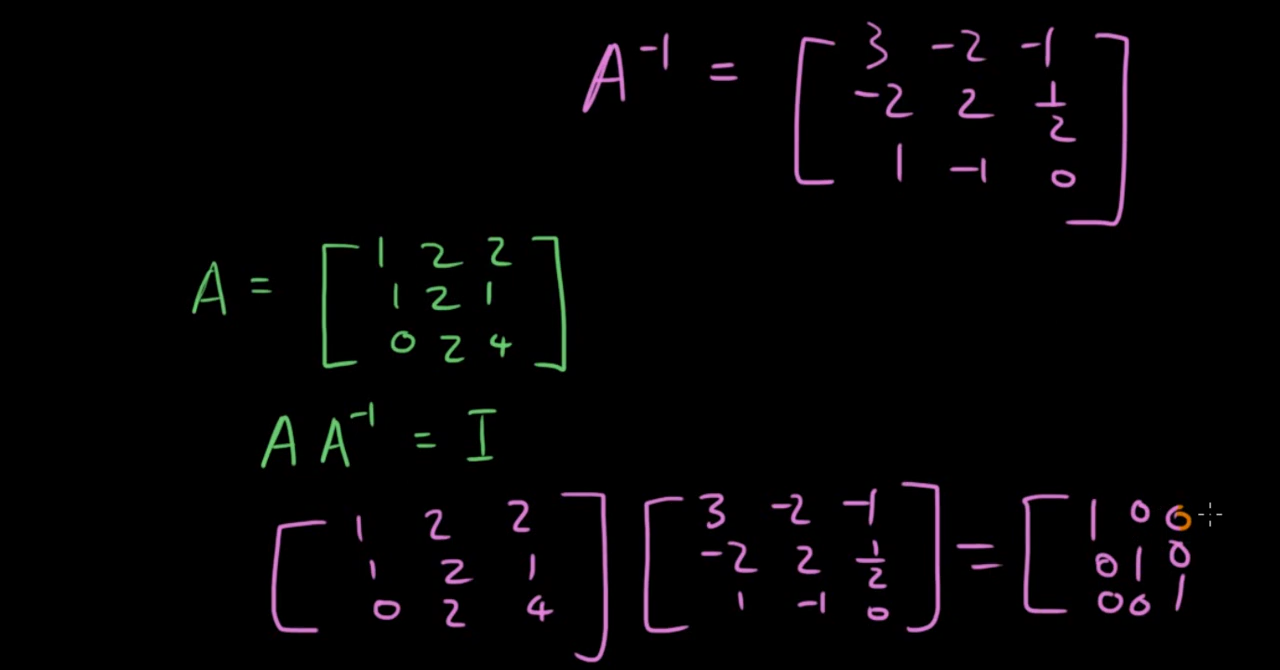 A⁻¹ = [ 3 -2 -1
-2 2 1/2
1 -1 0 ]
A = [ 1 2 2
1 2 1
0 2 4 ]
A A⁻¹ = I
[ 1 2 2 ] [ 3 -2 -1 ] = [ 1 0 0
1 2 1 -2 2 1/2 0 1 0
0 2 4 1 -1 0 0 0 1